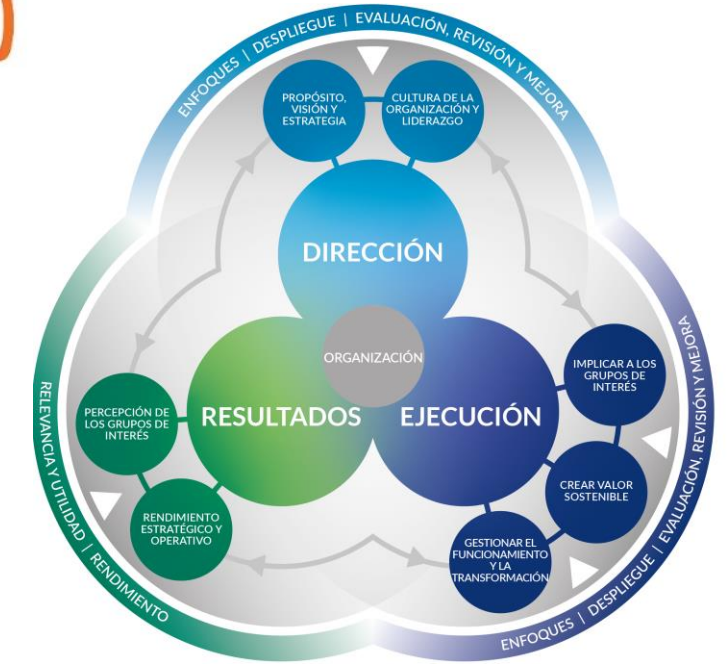 ENFOQUES | DESPLIEGUE | EVALUACIÓN, REVISIÓN Y MEJORA
PROPÓSITO,
VISIÓN Y
ESTRATEGIA
CULTURA DE LA
ORGANIZACIÓN Y
LIDERAZGO
DIRECCIÓN
ORGANIZACIÓN
RESULTADOS
EJECUCIÓN
PERCEPCIÓN DE
LOS GRUPOS DE
INTERÉS
RENDIMIENTO
ESTRATÉGICO Y
OPERATIVO
IMPLICAR A LOS
GRUPOS DE
INTERÉS
CREAR VALOR
SOSTENIBLE
GESTIONAR EL
FUNCIONAMIENTO
Y LA
TRANSFORMACIÓN
RELEVANCIA Y UTILIDAD | RENDIMIENTO
ENFOQUES | DESPLIEGUE | EVALUACIÓN, REVISIÓN Y MEJORA